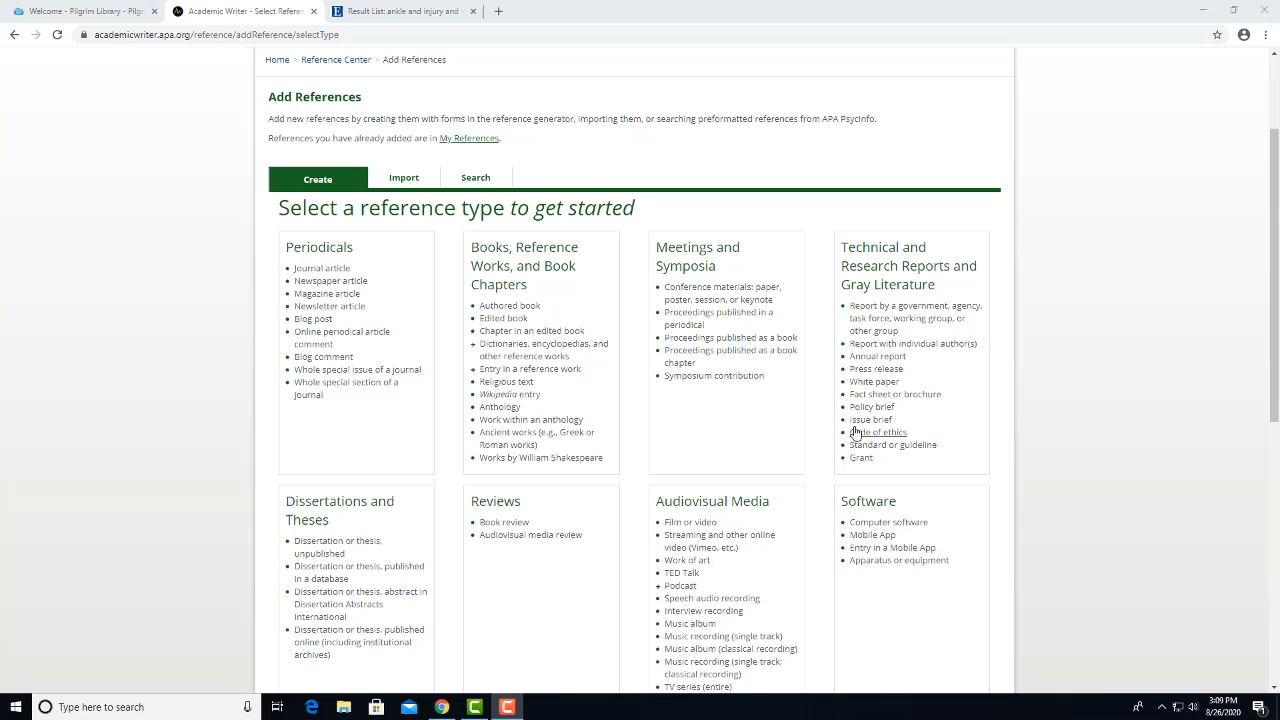 Welcome - Pilgrim Library - Pilgr
Academic Writer - Select Referen
Result List: ankle and injury and
academicwriter.apa.org/reference/addReference/selectType
Home > Reference Center > Add References
Add References
Add new references by creating them with forms in the reference generator, importing them, or searching preformatted references from APA PsycInfo.
References you have already added are in My References.
Create
Import
Search
Select a reference type to get started
Periodicals
• Journal article
• Newspaper article
• Magazine article
• Newsletter article
• Blog post
• Online periodical article
comment
• Blog comment
• Whole special issue of a journal
• Whole special section of a
journal
Books, Reference
Works, and Book
Chapters
• Authored book
• Edited book
• Chapter in an edited book
+ Dictionaries, encyclopedias, and
other reference works
+ Entry in a reference work
• Religious text
• Wikipedia entry
• Anthology
• Work within an anthology
• Ancient works (e.g., Greek or
Roman works)
• Works by William Shakespeare
Meetings and
Symposia
• Conference materials: paper,
poster, session, or keynote
• Proceedings published in a
periodical
• Proceedings published as a book
• Proceedings published as a book
chapter
• Symposium contribution
Technical and
Research Reports and
Gray Literature
• Report by a government, agency,
task force, working group, or
other group
• Report with individual author(s)
• Annual report
• Press release
• White paper
• Fact sheet or brochure
• Policy brief
• Issue brief
• Code of ethics
• Standard or guideline
• Grant
Dissertations and
Theses
• Dissertation or thesis,
unpublished
• Dissertation or thesis, published
in a database
• Dissertation or thesis, abstract in
Dissertation Abstracts
International
• Dissertation or thesis, published
online (including institutional
archives)
Reviews
• Book review
• Audiovisual media review
Audiovisual Media
• Film or video
• Streaming and other online
video (Vimeo, etc.)
• Work of art
• TED Talk
+ Podcast
• Speech audio recording
• Interview recording
• Music album
• Music recording (single track)
• Music album (classical recording)
• Music recording (single track:
classical recording)
• TV series (entire)
Software
• Computer software
• Mobile App
• Entry in a Mobile App
• Apparatus or equipment
Type here to search
3:09 PM
8/26/2020